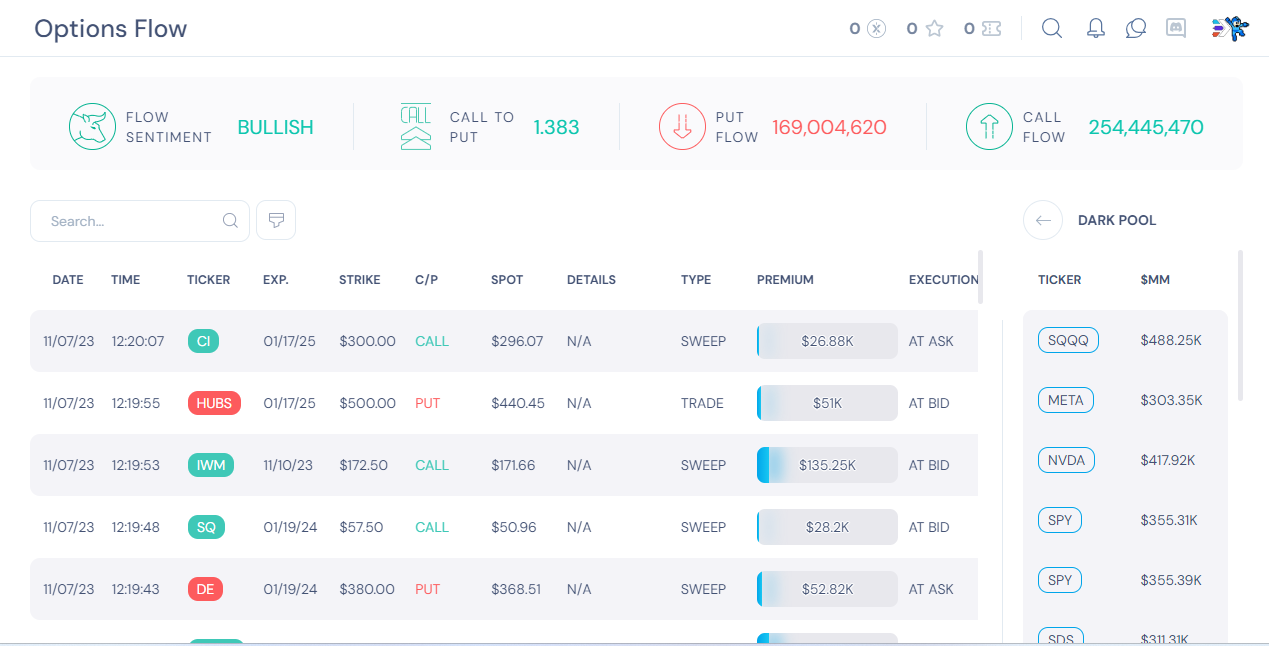 Options Flow
0 0 0
FLOW SENTIMENT BULLISH
CALL CALL TO PUT 1.383
PUT FLOW 169,004,620
CALL FLOW 254,445,470
Search...
DARK POOL
DATE TIME TICKER EXP. STRIKE C/P SPOT DETAILS TYPE PREMIUM EXECUTION
11/07/23 12:20:07 CI 01/17/25 $300.00 CALL $296.07 N/A SWEEP $26.88K AT ASK
11/07/23 12:19:55 HUBS 01/17/25 $500.00 PUT $440.45 N/A TRADE $51K AT BID
11/07/23 12:19:53 IWM 11/10/23 $172.50 CALL $171.66 N/A SWEEP $135.25K AT BID
11/07/23 12:19:48 SQ 01/19/24 $57.50 CALL $50.96 N/A SWEEP $28.2K AT BID
11/07/23 12:19:43 DE 01/19/24 $380.00 PUT $368.51 N/A SWEEP $52.82K AT ASK
TICKER $MM
SQQQ $488.25K
META $303.35K
NVDA $417.92K
SPY $355.31K
SPY $355.39K
SDS $311.31K